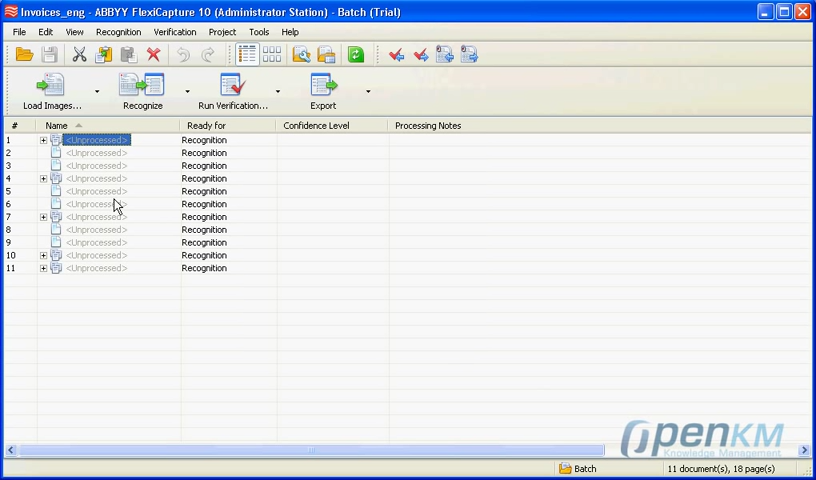 Invoices_eng - ABBYY FlexiCapture 10 (Administrator Station) - Batch (Trial)
File Edit View Recognition Verification Project Tools Help
Load Images... Recognize Run Verification... Export
# Name Ready for Confidence Level Processing Notes
1 <Unprocessed> Recognition
2 <Unprocessed> Recognition
3 <Unprocessed> Recognition
4 <Unprocessed> Recognition
5 <Unprocessed> Recognition
6 <Unprocessed> Recognition
7 <Unprocessed> Recognition
8 <Unprocessed> Recognition
9 <Unprocessed> Recognition
10 <Unprocessed> Recognition
11 <Unprocessed> Recognition
OpenKM
Knowledge Management
Batch 11 document(s), 18 page(s)